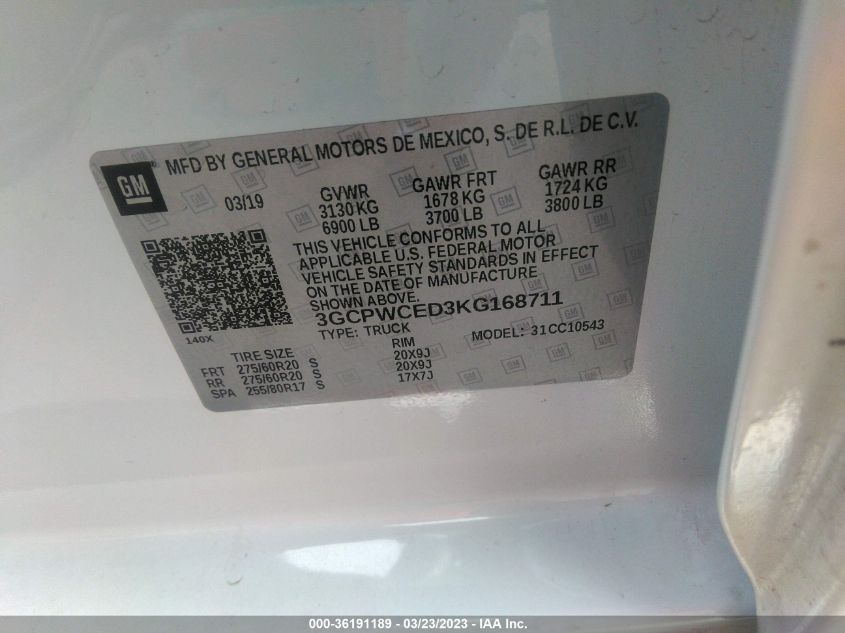 MFD BY GENERAL MOTORS DE MEXICO, S. DE R.L. DE C.V.
GM
03/19
GVWR GAWR FRT GAWR RR
3130 KG 1678 KG 1724 KG
6900 LB 3700 LB 3800 LB
THIS VEHICLE CONFORMS TO ALL
APPLICABLE U.S. FEDERAL MOTOR
VEHICLE SAFETY STANDARDS IN EFFECT
ON THE DATE OF MANUFACTURE
SHOWN ABOVE.
3GCPWCED3KG168711
140X
TYPE: TRUCK MODEL: 31CC10543
TIRE SIZE RIM
FRT 275/60R20 S 20X9J
RR 275/60R20 S 20X9J
SPA 255/80R17 S 17X7J
000-36191189 - 03/23/2023 - IAA Inc.